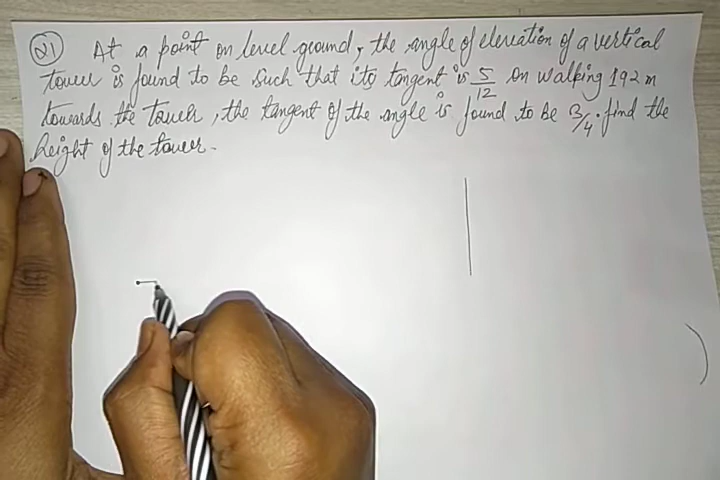 Q1 At a point on level ground, the angle of elevation of a vertical
tower is found to be such that its tangent is 5/12 on walking 192 m
towards the tower, the tangent of the angle is found to be 3/4. find the
height of the tower.